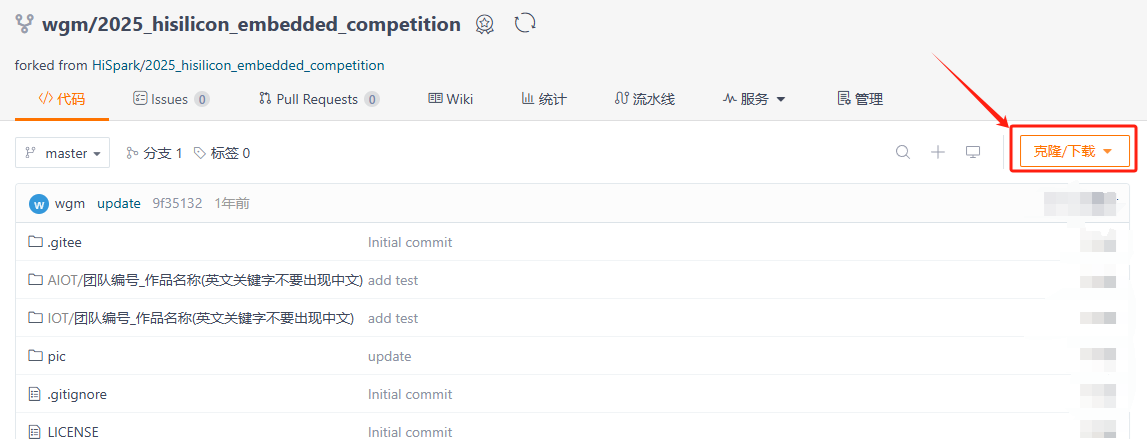 wgm/2025_hisilicon_embedded_competition
forked from HiSpark/2025_hisilicon_embedded_competition
代码 Issues 0 Pull Requests 0 Wiki 统计 流水线 服务 管理
master 分支 1 标签 0 克隆/下载
w wgm update 9f35132 1年前
.gitee Initial commit
AIOT/团队编号_作品名称(英文关键字不要出现中文) add test
IOT/团队编号_作品名称(英文关键字不要出现中文) add test
pic update
.gitignore Initial commit
LICENSE Initial commit